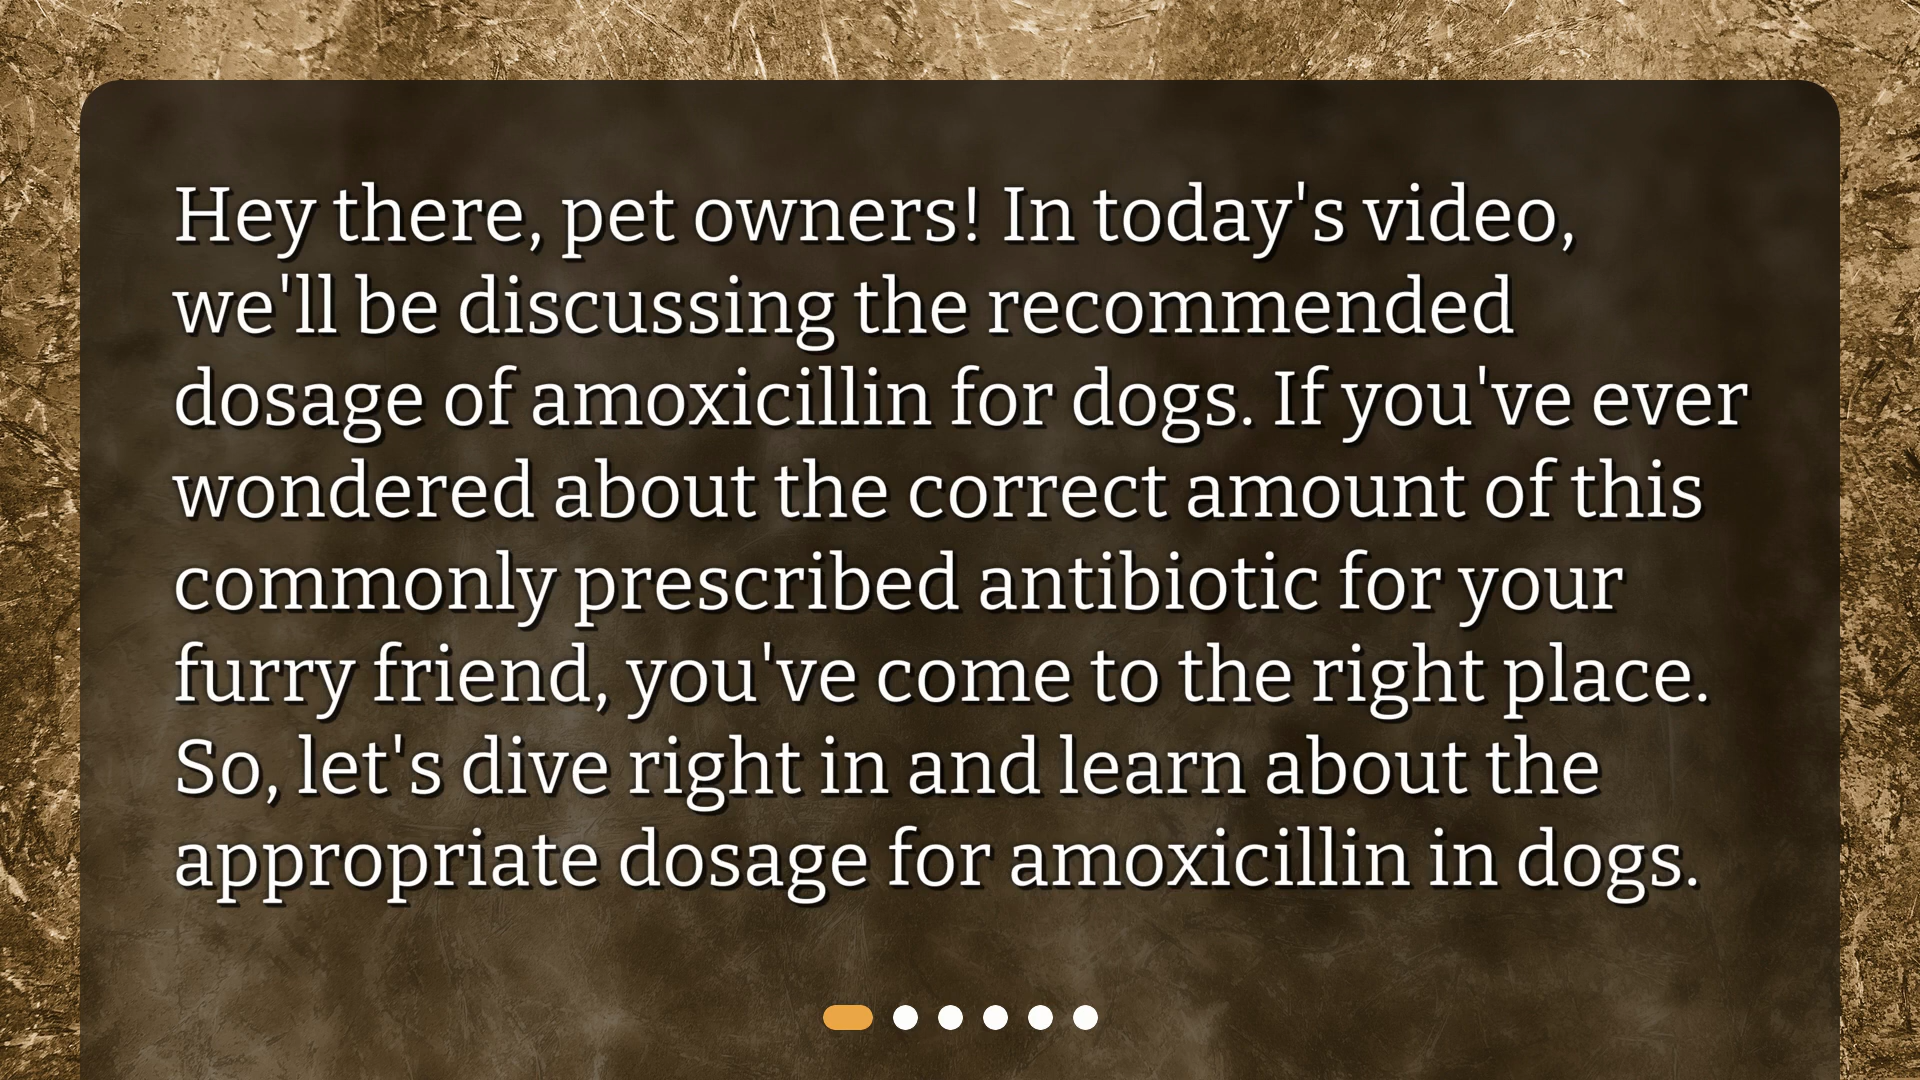 Hey there, pet owners! In today's video,
we'll be discussing the recommended
dosage of amoxicillin for dogs. If you've ever
wondered about the correct amount of this
commonly prescribed antibiotic for your
furry friend, you've come to the right place.
So, let's dive right in and learn about the
appropriate dosage for amoxicillin in dogs.